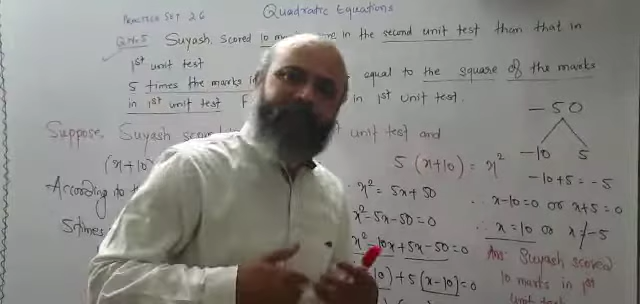 PRACTICE SET 2.6
Quadratic Equations
Q.No.5 Suyash scored 10 marks in the second unit test than that in
1st unit test
5 times the marks equal to the square of the marks
in 1st unit test in 1st unit test.
Suppose, Suyash unit test and
(x+10)
According to
5 times
5 (x+10) = x²
x² = 5x + 50
x² - 5x - 50 = 0
x² - 10x + 5x - 50 = 0
10) + 5(x-10) = 0
-50
-10 5
-10+5 = -5
∴ x-10=0 or x+5=0
∴ x=10 or x≠-5
Ans: Suyash scored
10 marks in 1st
unit test